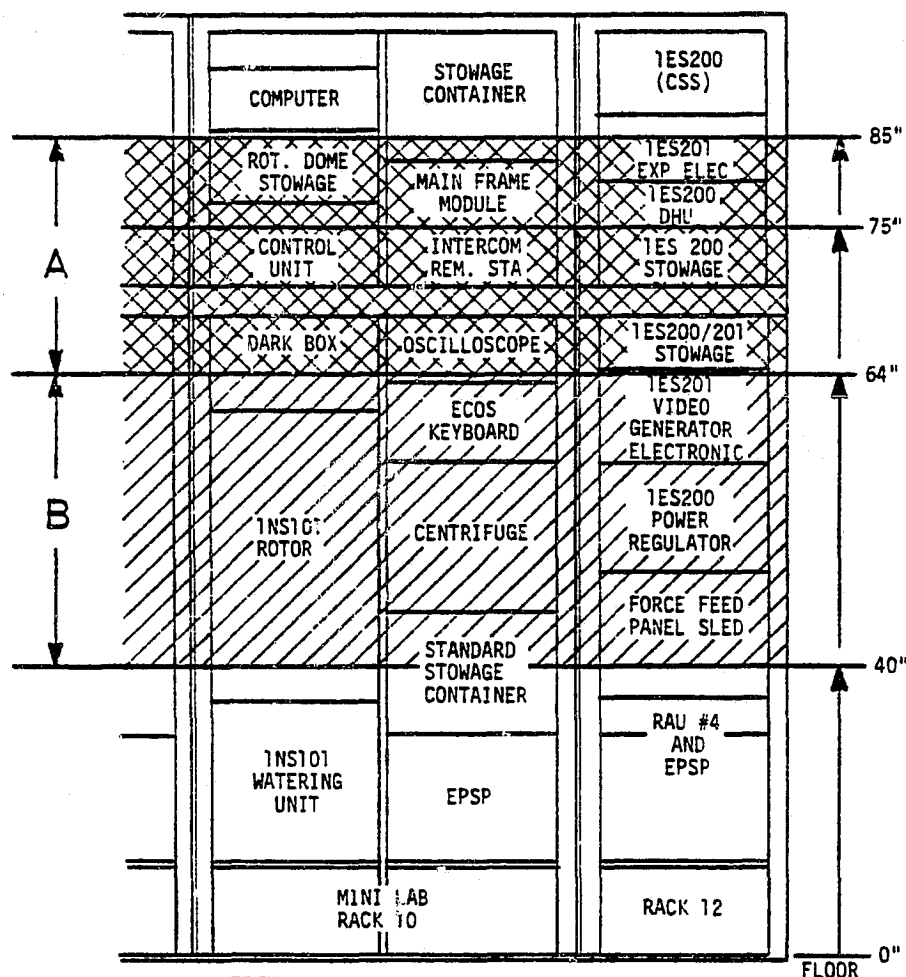 COMPUTER
STOWAGE
CONTAINER
1ES200
(CSS)
85"
ROT. DOME
STOWAGE
MAIN FRAME
MODULE
1ES201
EXP ELEC
1ES200
DHU
75"
A
CONTROL
UNIT
INTERCOM
REM. STA
1ES 200
STOWAGE
DARK BOX
OSCILLOSCOPE
1ES200/201
STOWAGE
64"
B
ECOS
KEYBOARD
1ES201
VIDEO
GENERATOR
ELECTRONIC
1NS101
ROTOR
CENTRIFUGE
1ES200
POWER
REGULATOR
FORCE FEED
PANEL SLED
40"
STANDARD
STOWAGE
CONTAINER
1NS101
WATERING
UNIT
EPSP
RAU #4
AND
EPSP
MINI LAB
RACK 10
RACK 12
0"
FLOOR